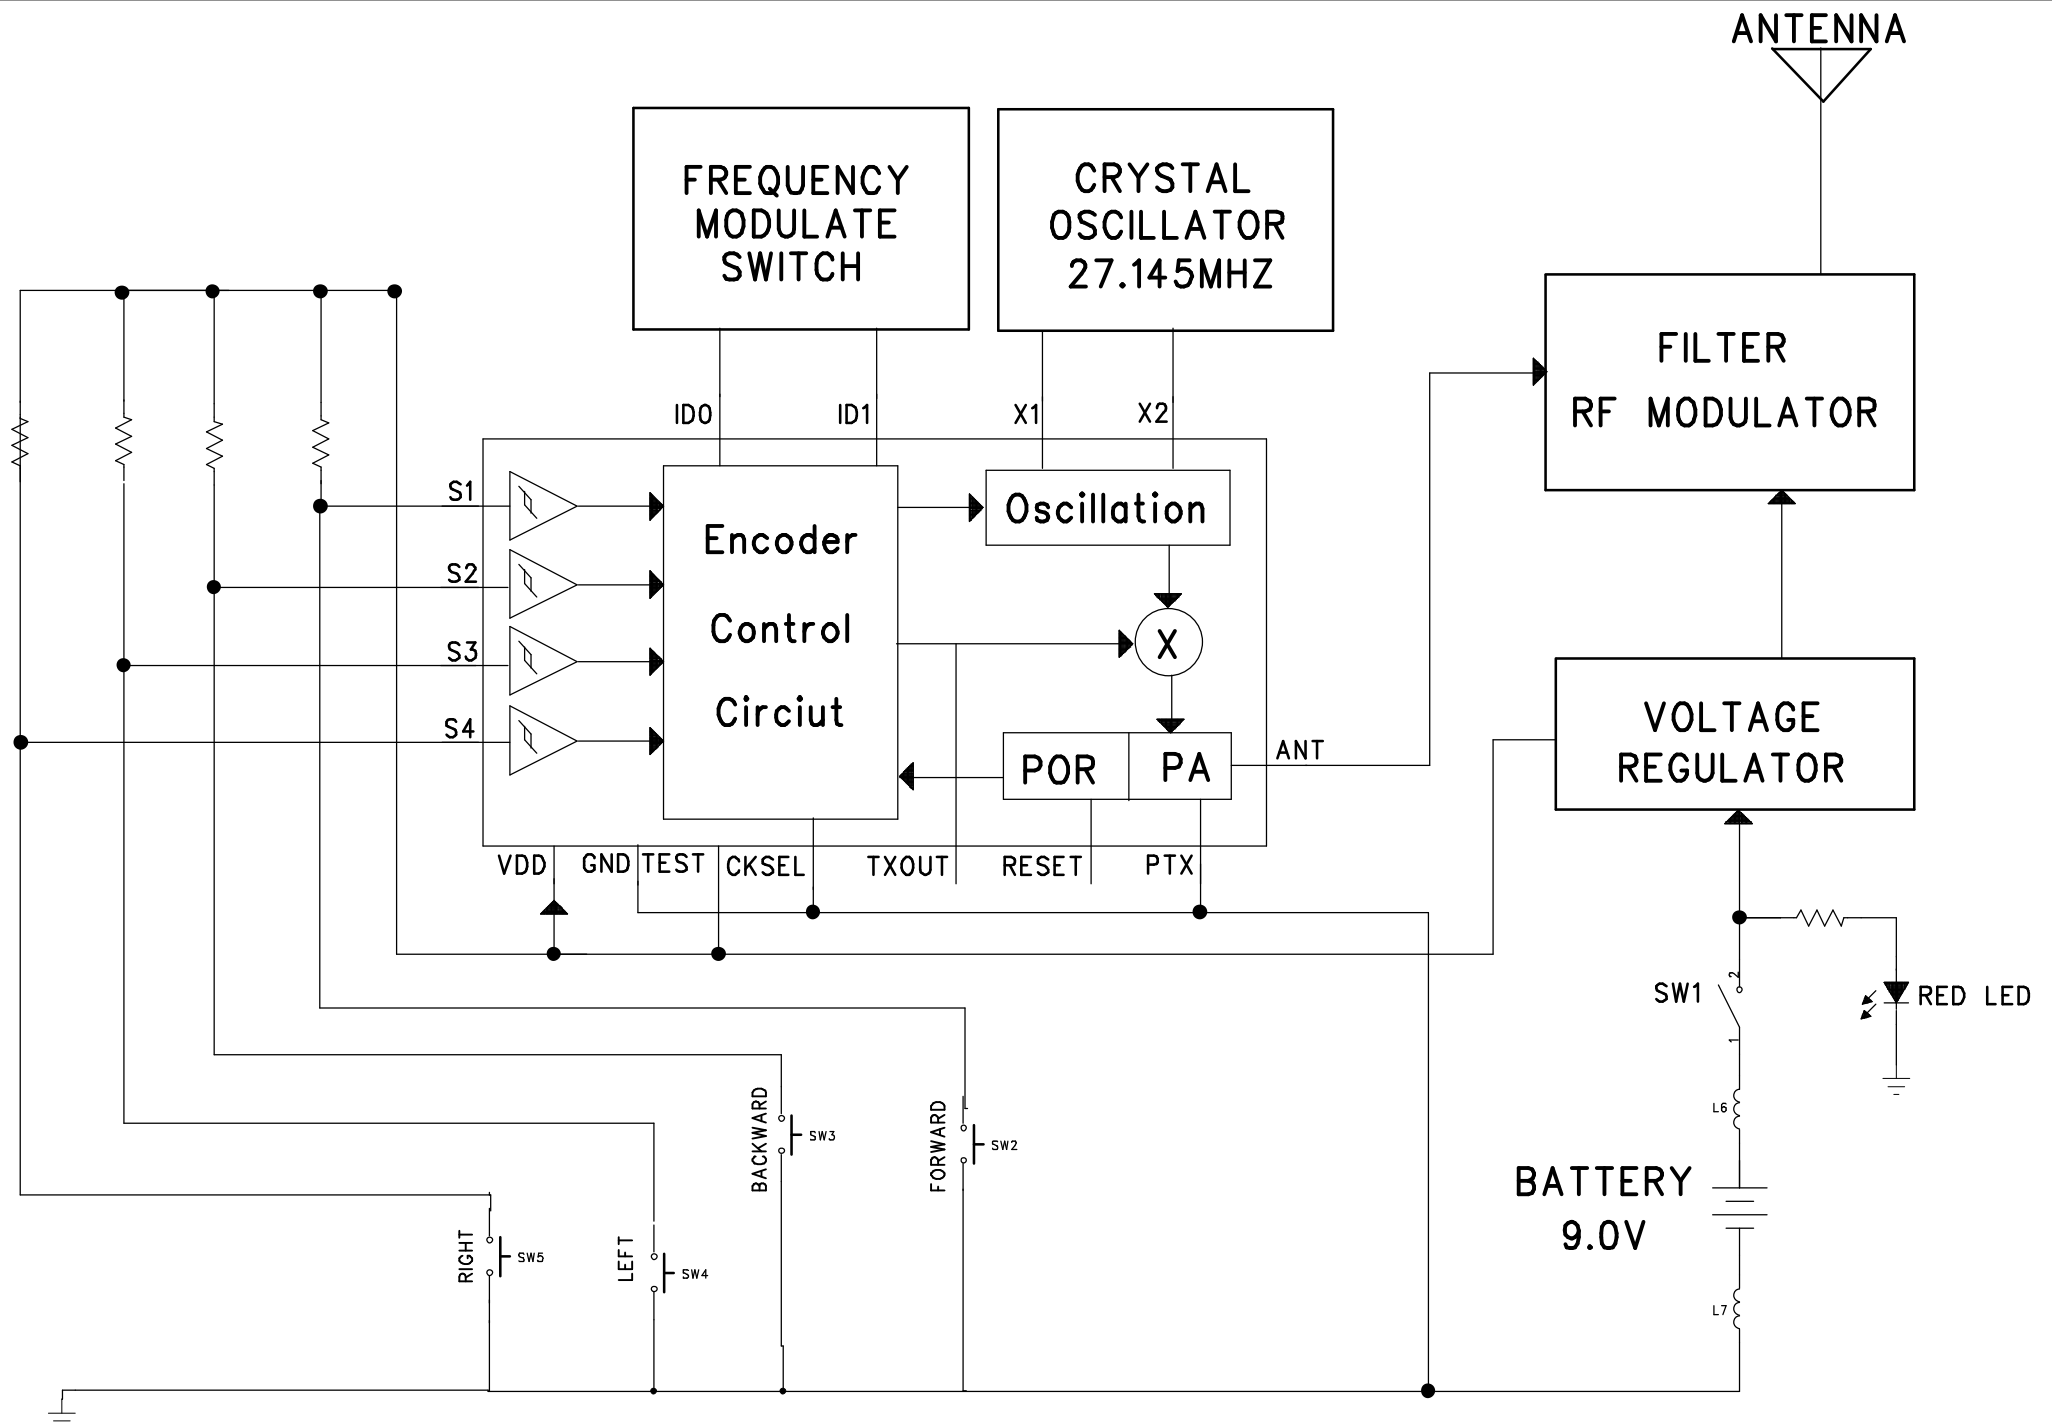 ANTENNA
FREQUENCY
MODULATE
SWITCH
CRYSTAL
OSCILLATOR
27.145MHZ
FILTER
RF MODULATOR
ID0
ID1
X1
X2
S1
S2
S3
S4
Encoder
Control
Circiut
Oscillation
X
POR
PA
ANT
VOLTAGE
REGULATOR
VDD
GND
TEST
CKSEL
TXOUT
RESET
PTX
SW1
2
1
RED LED
L6
BATTERY
9.0V
L7
BACKWARD
SW3
FORWARD
SW2
RIGHT
SW5
LEFT
SW4